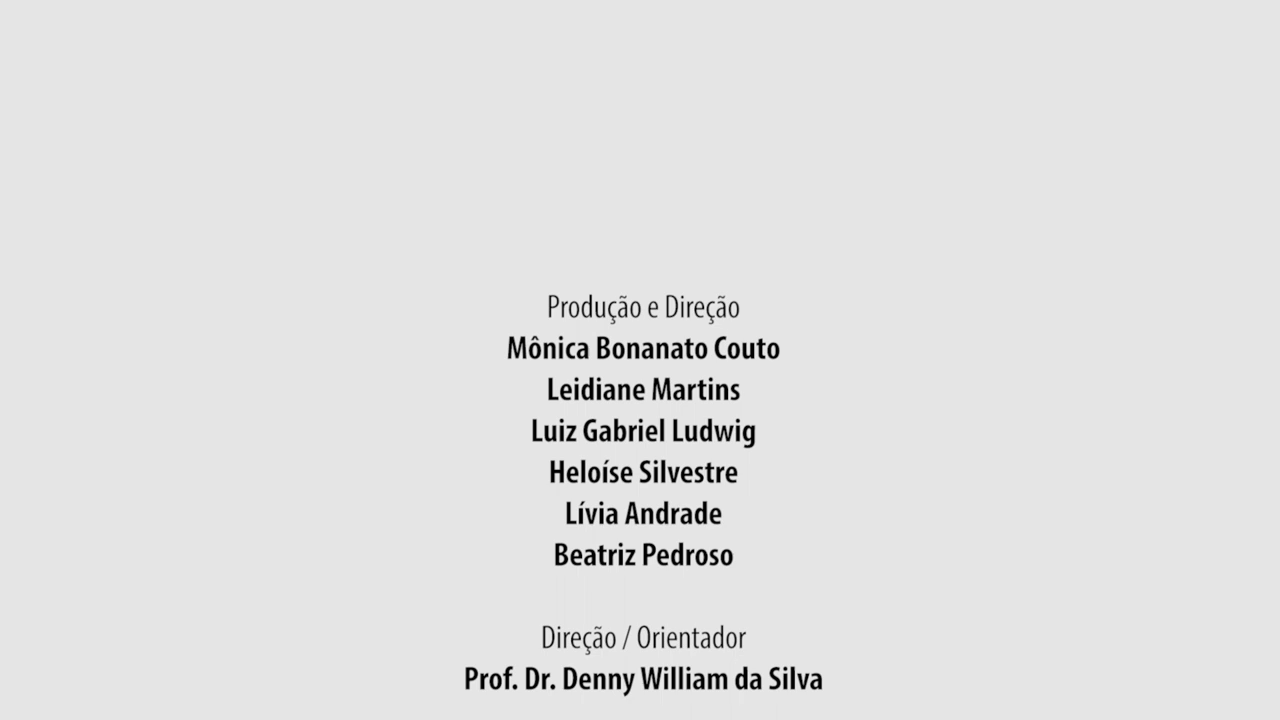 Produção e Direção
Mônica Bonanato Couto
Leidiane Martins
Luiz Gabriel Ludwig
Heloíse Silvestre
Lívia Andrade
Beatriz Pedroso
Direção / Orientador
Prof. Dr. Denny William da Silva